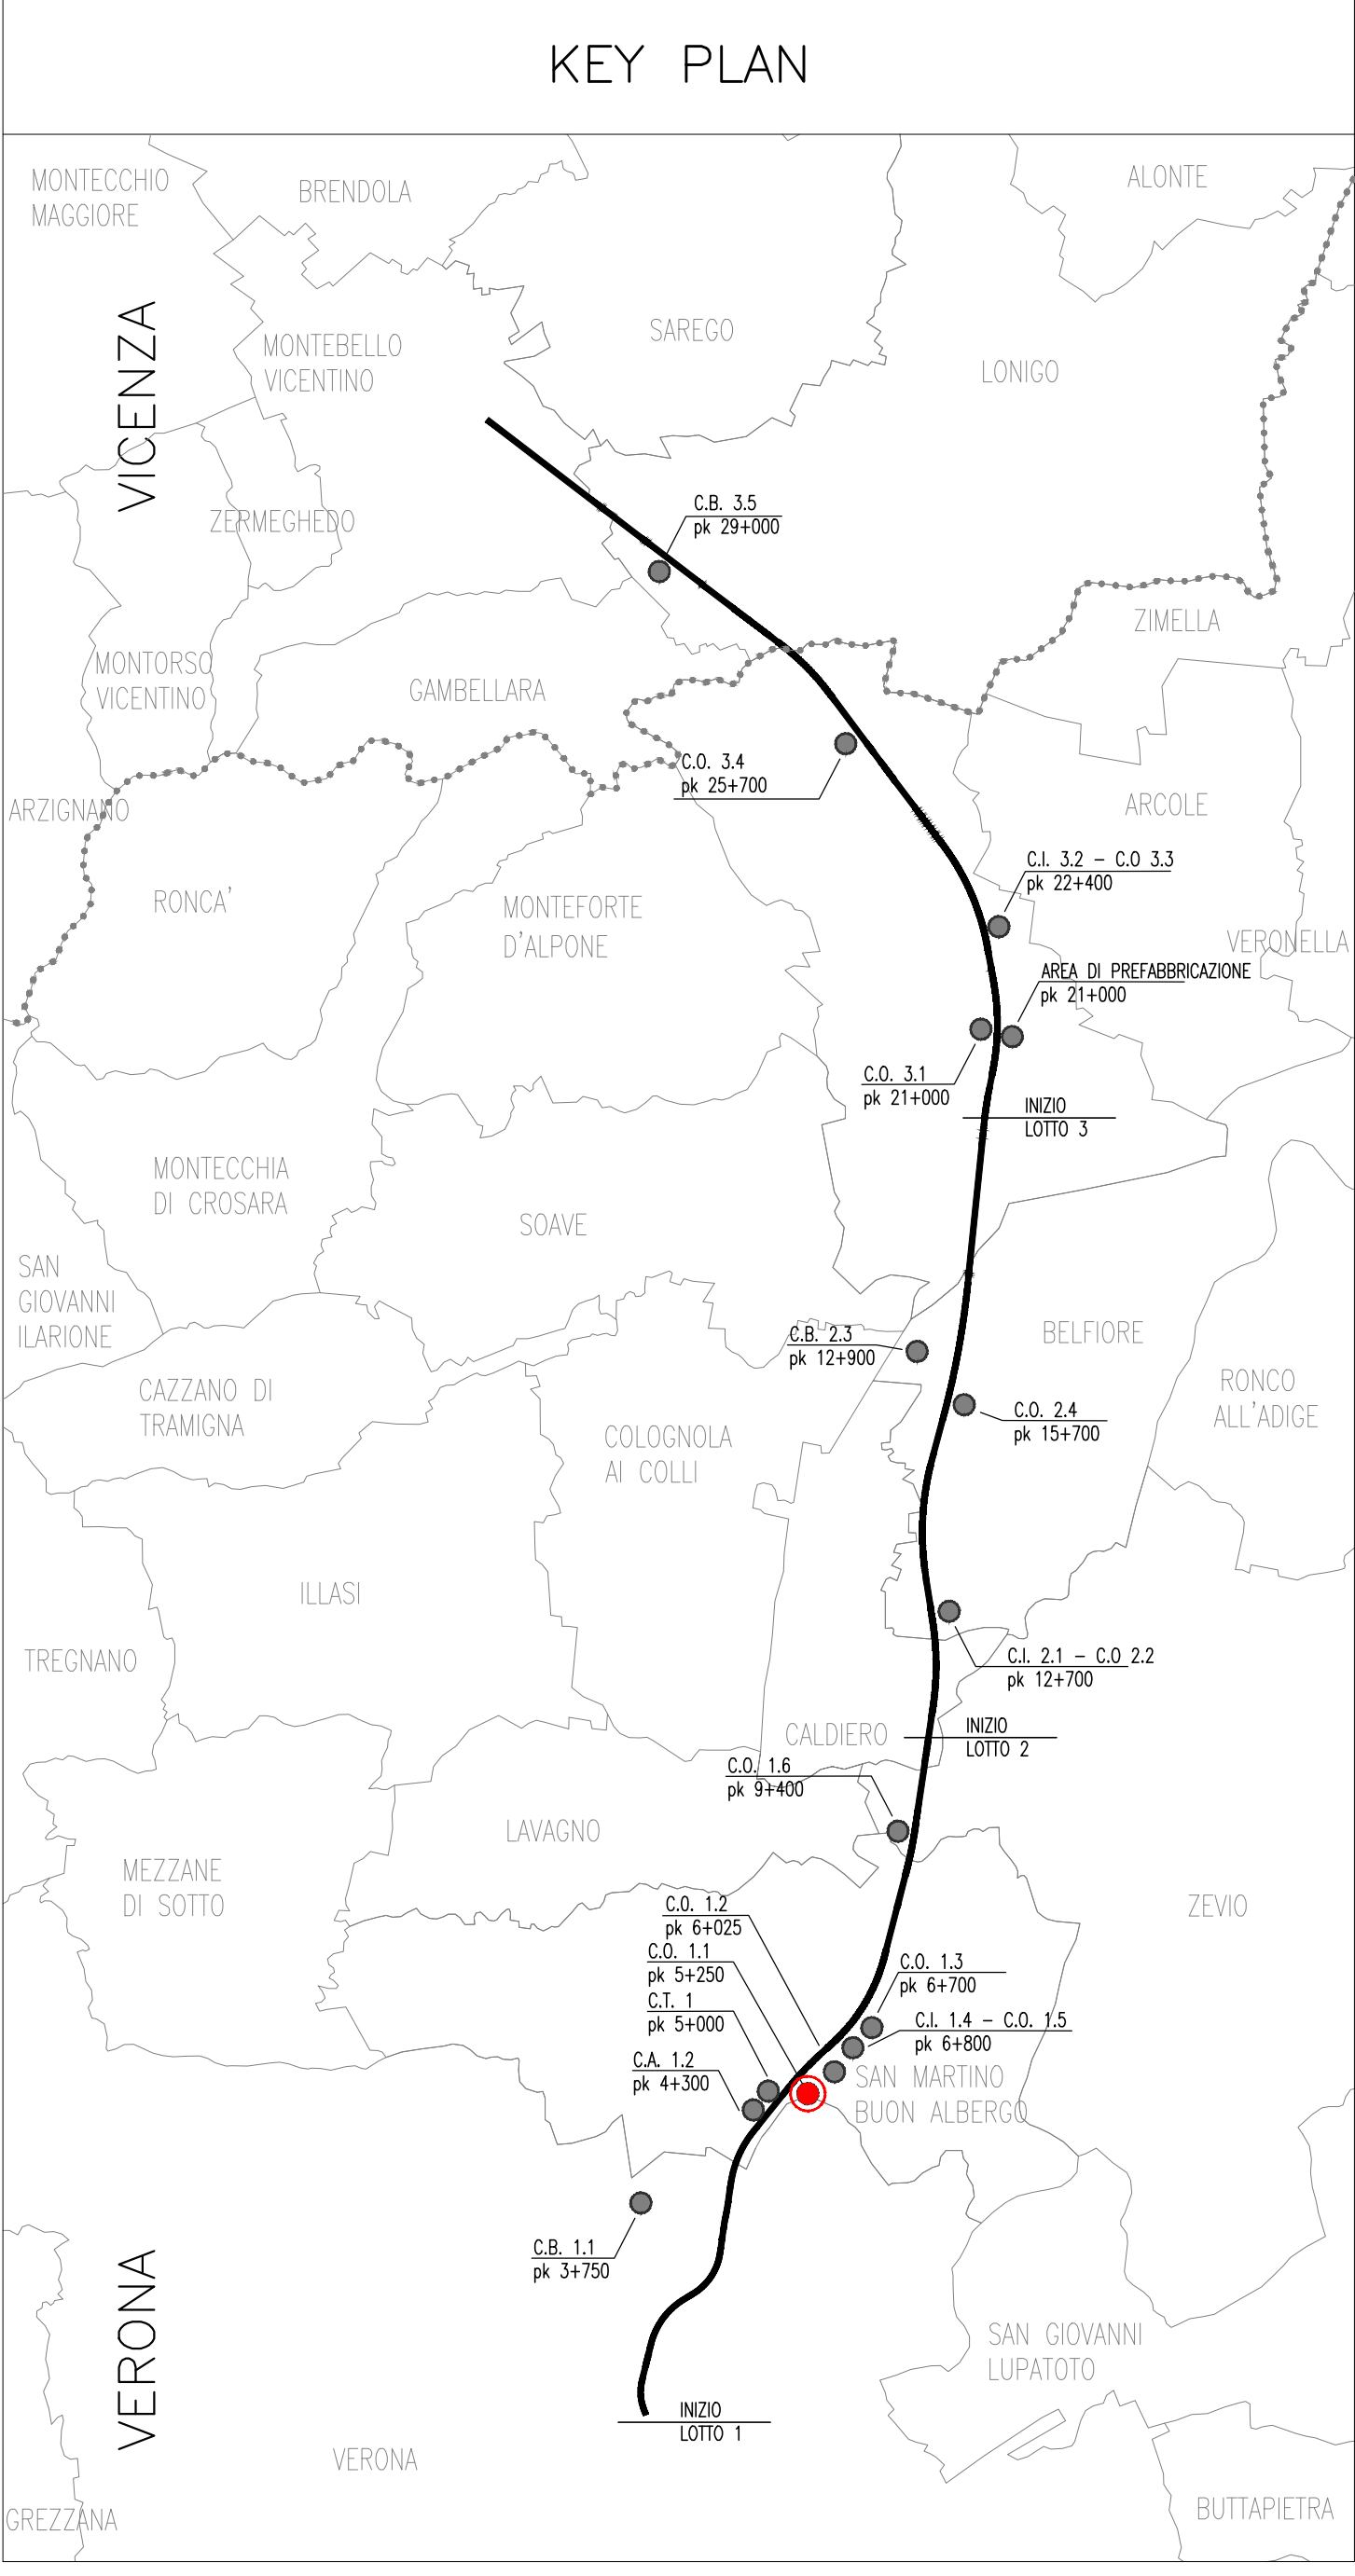 KEY PLAN
MONTECCHIO
MAGGIORE
BRENDOLA
ALONTE
VICENZA
MONTEBELLO
VICENTINO
SAREGO
LONIGO
C.B. 3.5
pk 29+000
ZERMEGHEDO
ZIMELLA
MONTORSO
VICENTINO
GAMBELLARA
C.O. 3.4
pk 25+700
ARZIGNANO
ARCOLE
C.I. 3.2 - C.O 3.3
pk 22+400
RONCA'
MONTEFORTE
D'ALPONE
VERONELLA
AREA DI PREFABBRICAZIONE
pk 21+000
C.O. 3.1
pk 21+000
INIZIO
LOTTO 3
MONTECCHIA
DI CROSARA
SOAVE
SAN
GIOVANNI
ILARIONE
C.B. 2.3
pk 12+900
BELFIORE
CAZZANO DI
TRAMIGNA
RONCO
ALL'ADIGE
C.O. 2.4
pk 15+700
COLOGNOLA
AI COLLI
ILLASI
TREGNANO
C.I. 2.1 - C.O 2.2
pk 12+700
CALDIERO
INIZIO
LOTTO 2
C.O. 1.6
pk 9+400
LAVAGNO
MEZZANE
DI SOTTO
ZEVIO
C.O. 1.2
pk 6+025
C.O. 1.1
pk 5+250
C.O. 1.3
pk 6+700
C.T. 1
pk 5+000
C.I. 1.4 - C.O. 1.5
pk 6+800
C.A. 1.2
pk 4+300
SAN MARTINO
BUON ALBERGO
C.B. 1.1
pk 3+750
VERONA
SAN GIOVANNI
LUPATOTO
INIZIO
LOTTO 1
VERONA
GREZZANA
BUTTAPIETRA